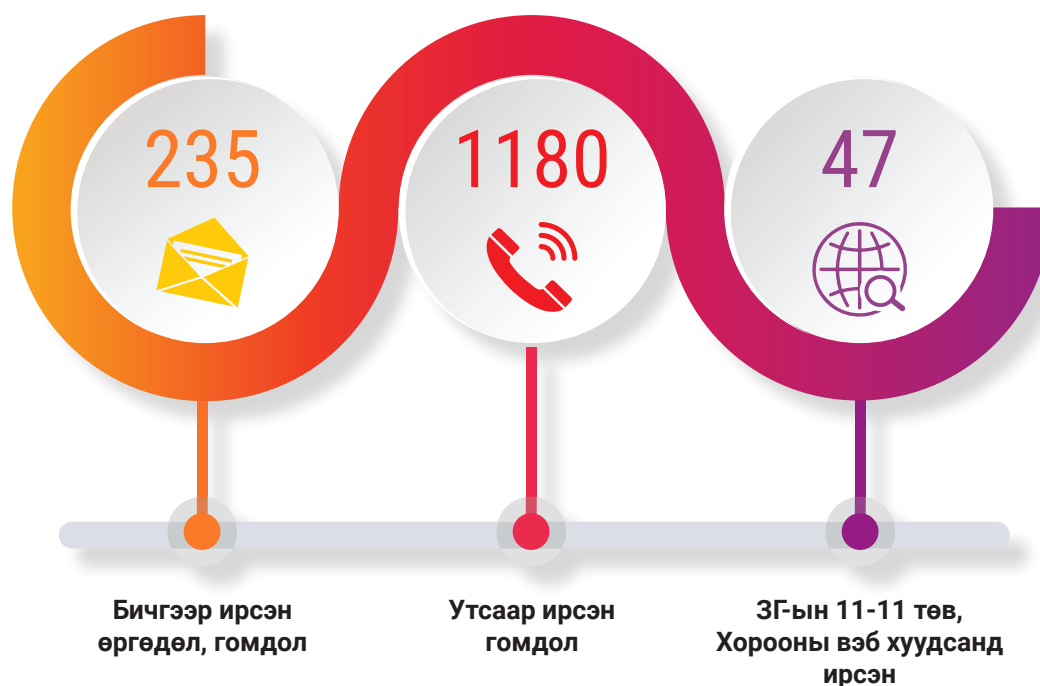 235
1180
47
Бичгээр ирсэн
өргөдөл, гомдол
Утсаар ирсэн
гомдол
ЗГ-ын 11-11 төв,
Хорооны вэб хуудсанд
ирсэн